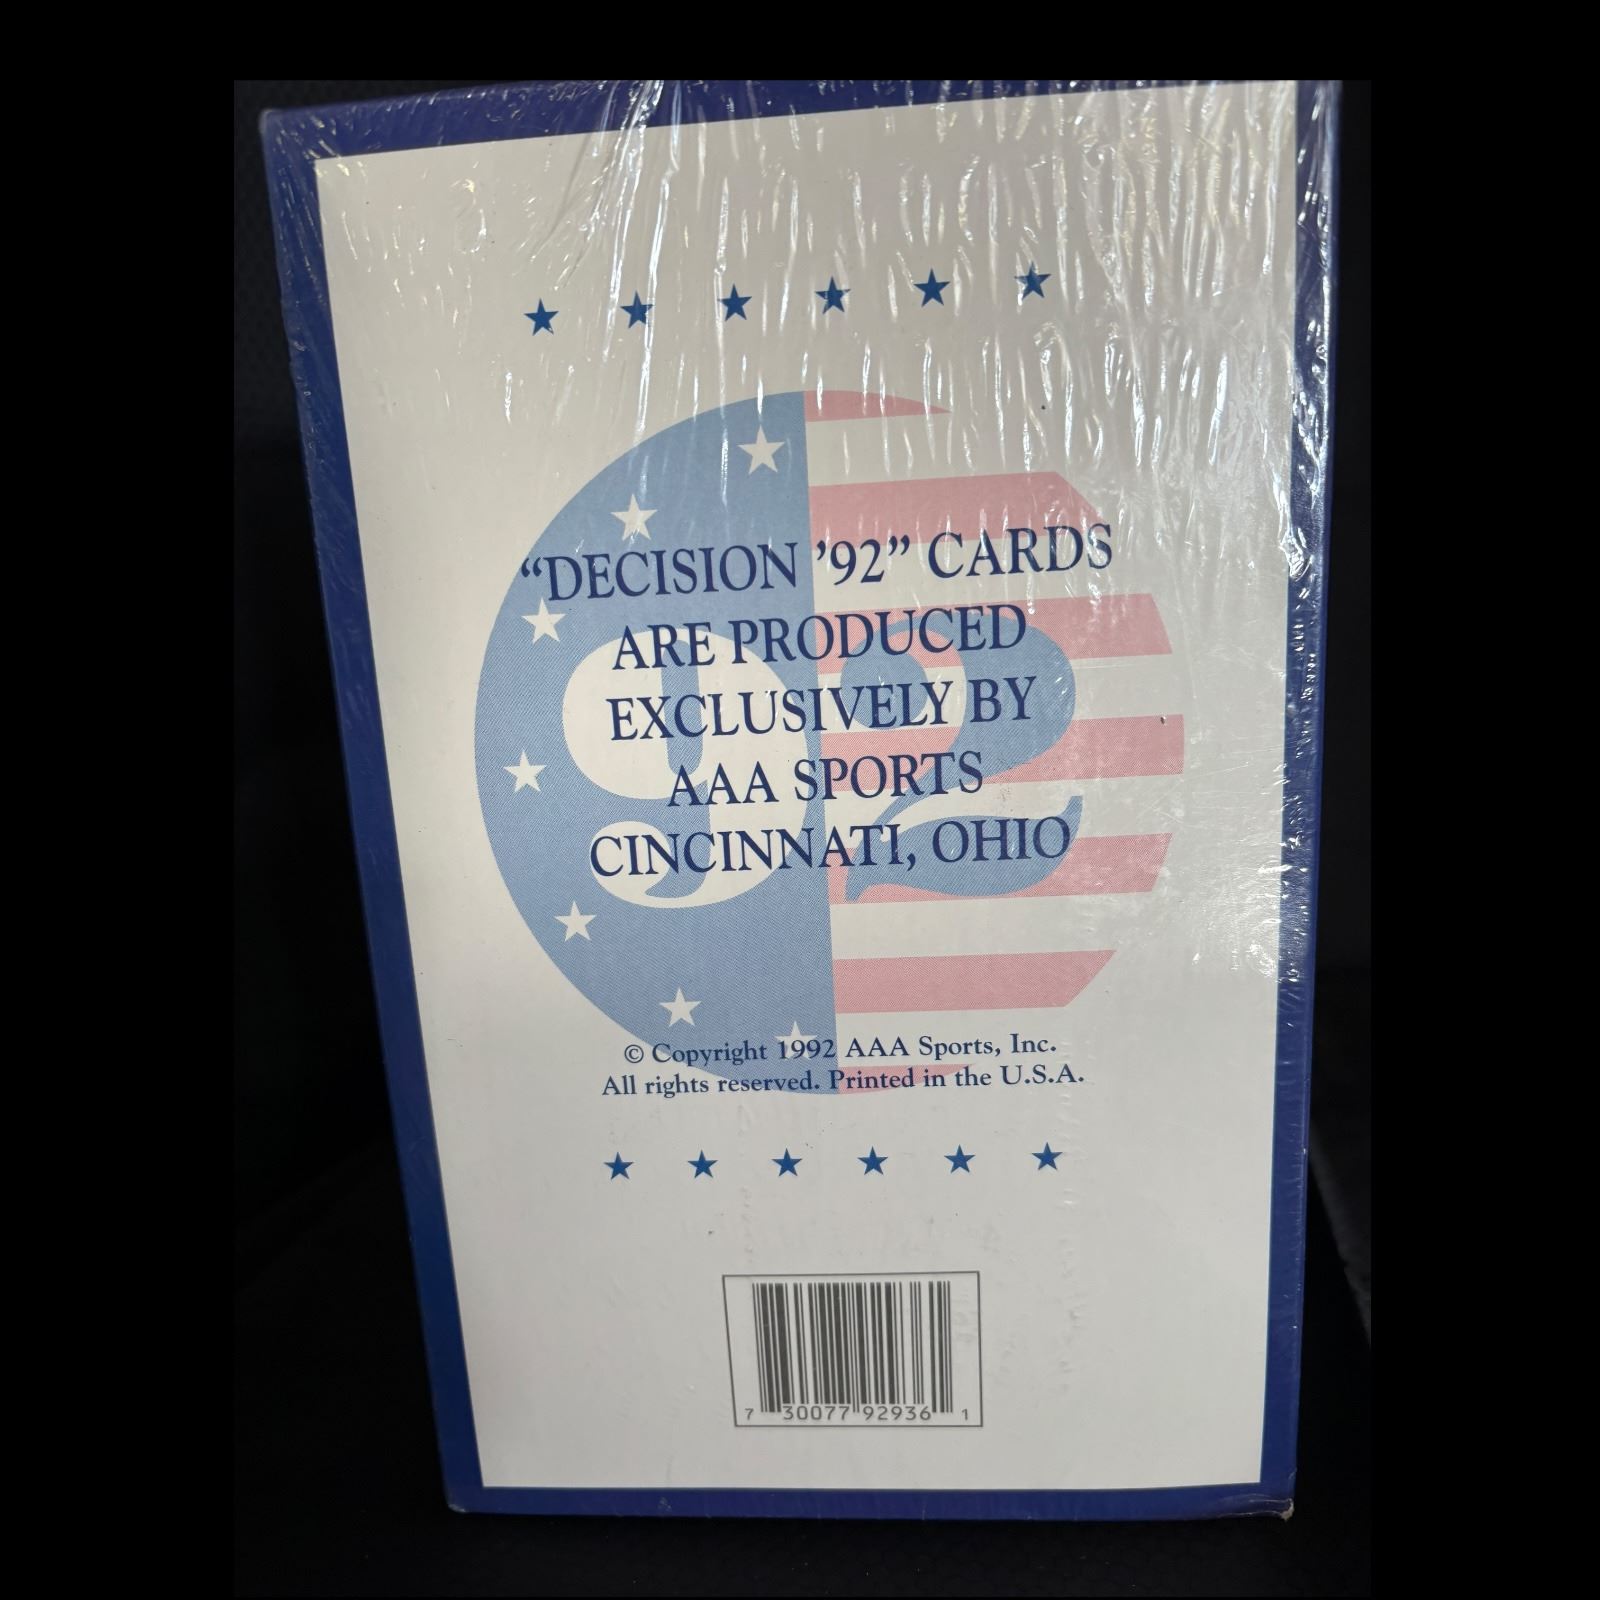 92
“DECISION ’92” CARDS
ARE PRODUCED
EXCLUSIVELY BY
AAA SPORTS
CINCINNATI, OHIO
© Copyright 1992 AAA Sports, Inc.
All rights reserved. Printed in the U.S.A.
7 30077 92936 1